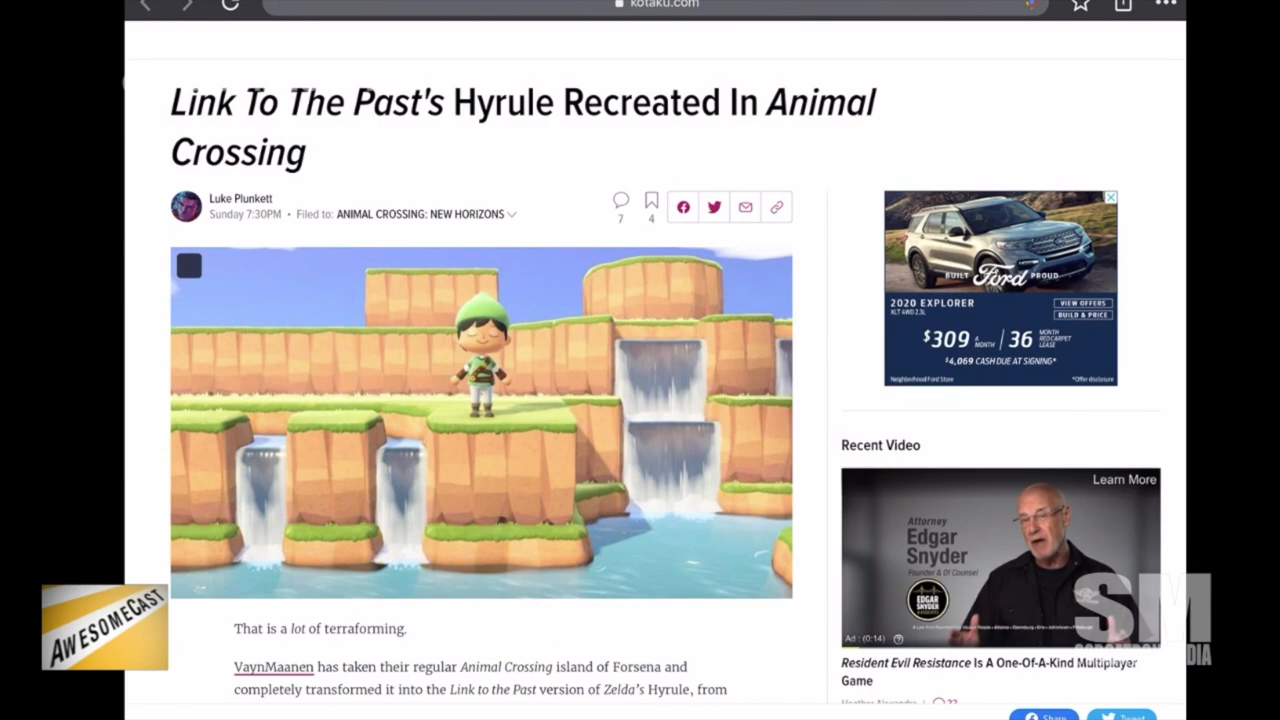 kotaku.com
Link To The Past's Hyrule Recreated In Animal
Crossing
Luke Plunkett
Sunday 7:30PM • Filed to: ANIMAL CROSSING: NEW HORIZONS
7
4
BUILT Ford PROUD
2020 EXPLORER
XLT 4WD 2.3L
VIEW OFFERS
BUILD & PRICE
$309 A MONTH / 36 MONTH RED CARPET LEASE
$4,069 CASH DUE AT SIGNING*
Neighborhood Ford Store
*Offer disclosure
Recent Video
Learn More
Attorney
Edgar
Snyder
Founder & Of Counsel
EDGAR
SNYDER
Ad : (0:14)
Resident Evil Resistance Is A One-Of-A-Kind Multiplayer
Game
That is a lot of terraforming.
VaynMaanen has taken their regular Animal Crossing island of Forsena and
completely transformed it into the Link to the Past version of Zelda's Hyrule, from
Share
Tweet
AWESOMECAST
SM